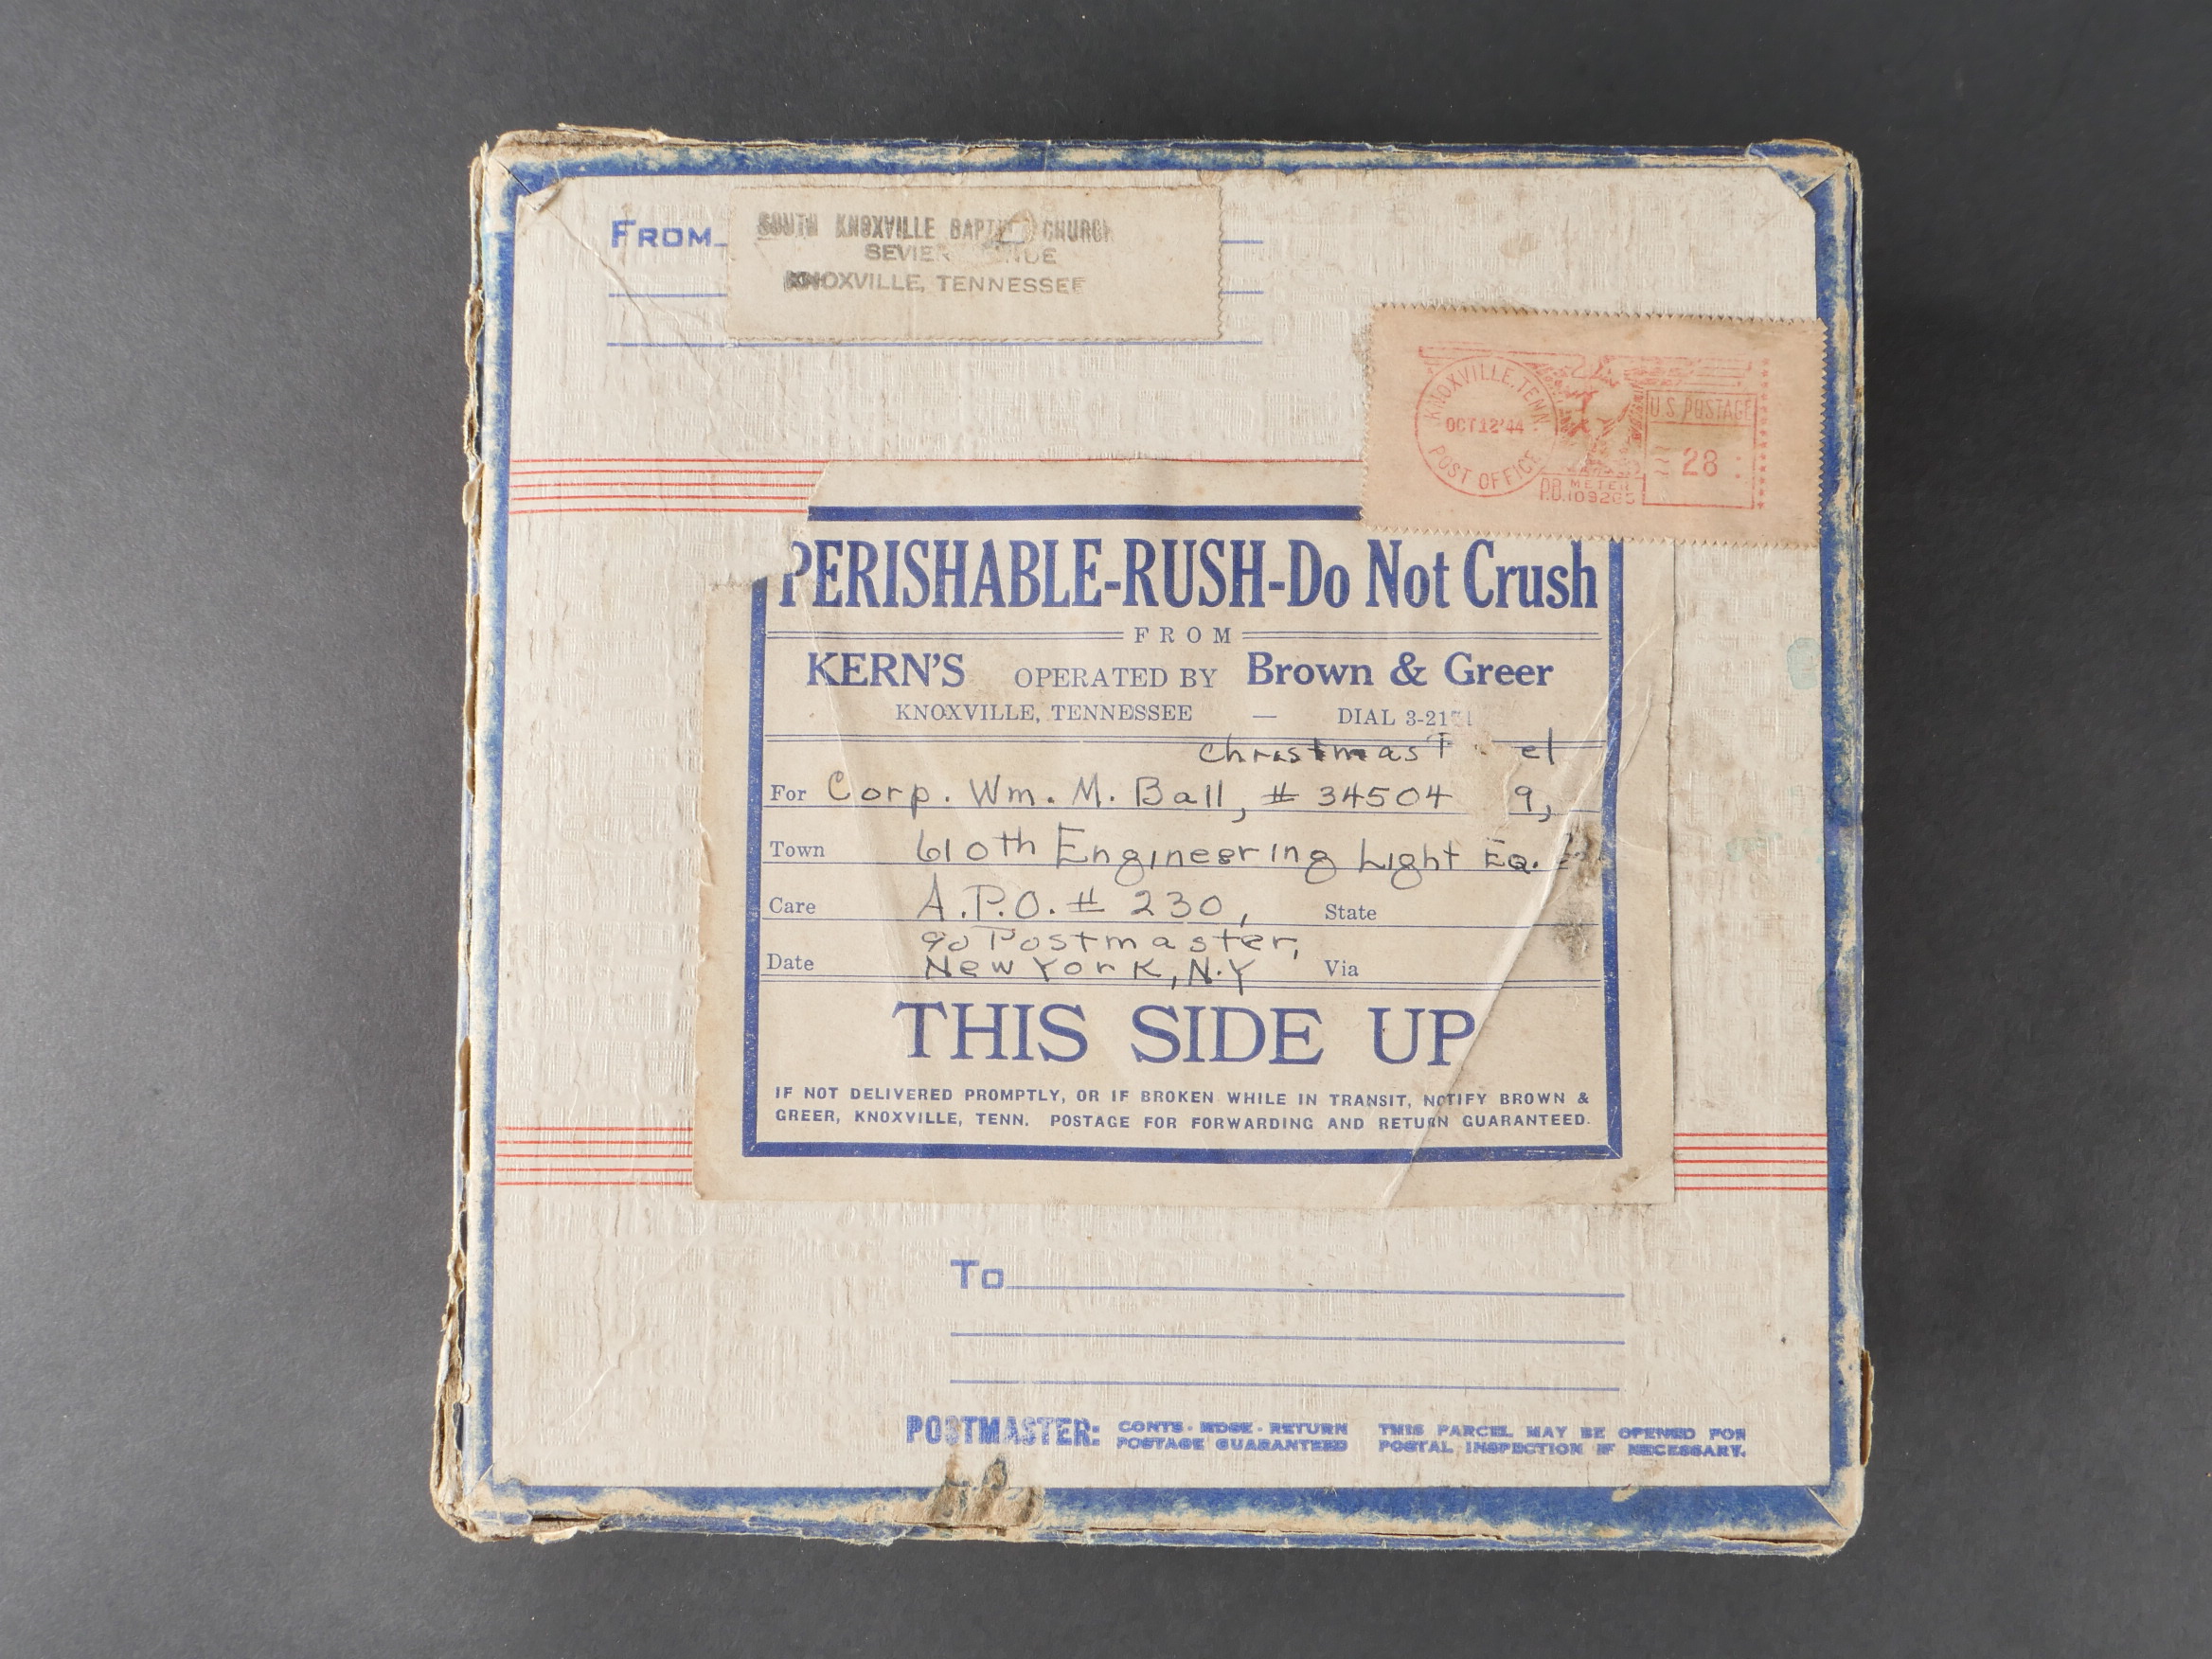 FROM
SOUTH KNOXVILLE BAPTIST CHURCH
SEVIER
KNOXVILLE, TENNESSEE
KNOXVILLE, TENN.
OCT 12 '44
POST OFFICE
U.S. POSTAGE
28
METER
PERISHABLE-RUSH-Do Not Crush
FROM
KERN'S OPERATED BY Brown & Greer
KNOXVILLE, TENNESSEE — DIAL
Christmas
For Corp. Wm. M. Ball, # 34504 9,
Town 610th Engineering Light Eq.
Care A.P.O. # 230, State
c/o Postmaster,
Date New York, N.Y Via
THIS SIDE UP
IF NOT DELIVERED PROMPTLY, OR IF BROKEN WHILE IN TRANSIT, NOTIFY BROWN &
GREER, KNOXVILLE, TENN. POSTAGE FOR FORWARDING AND RETURN GUARANTEED.
To
POSTMASTER: CONTS - MDSE - RETURN THIS PARCEL MAY BE OPENED FOR
POSTAGE GUARANTEED POSTAL INSPECTION IF NECESSARY.